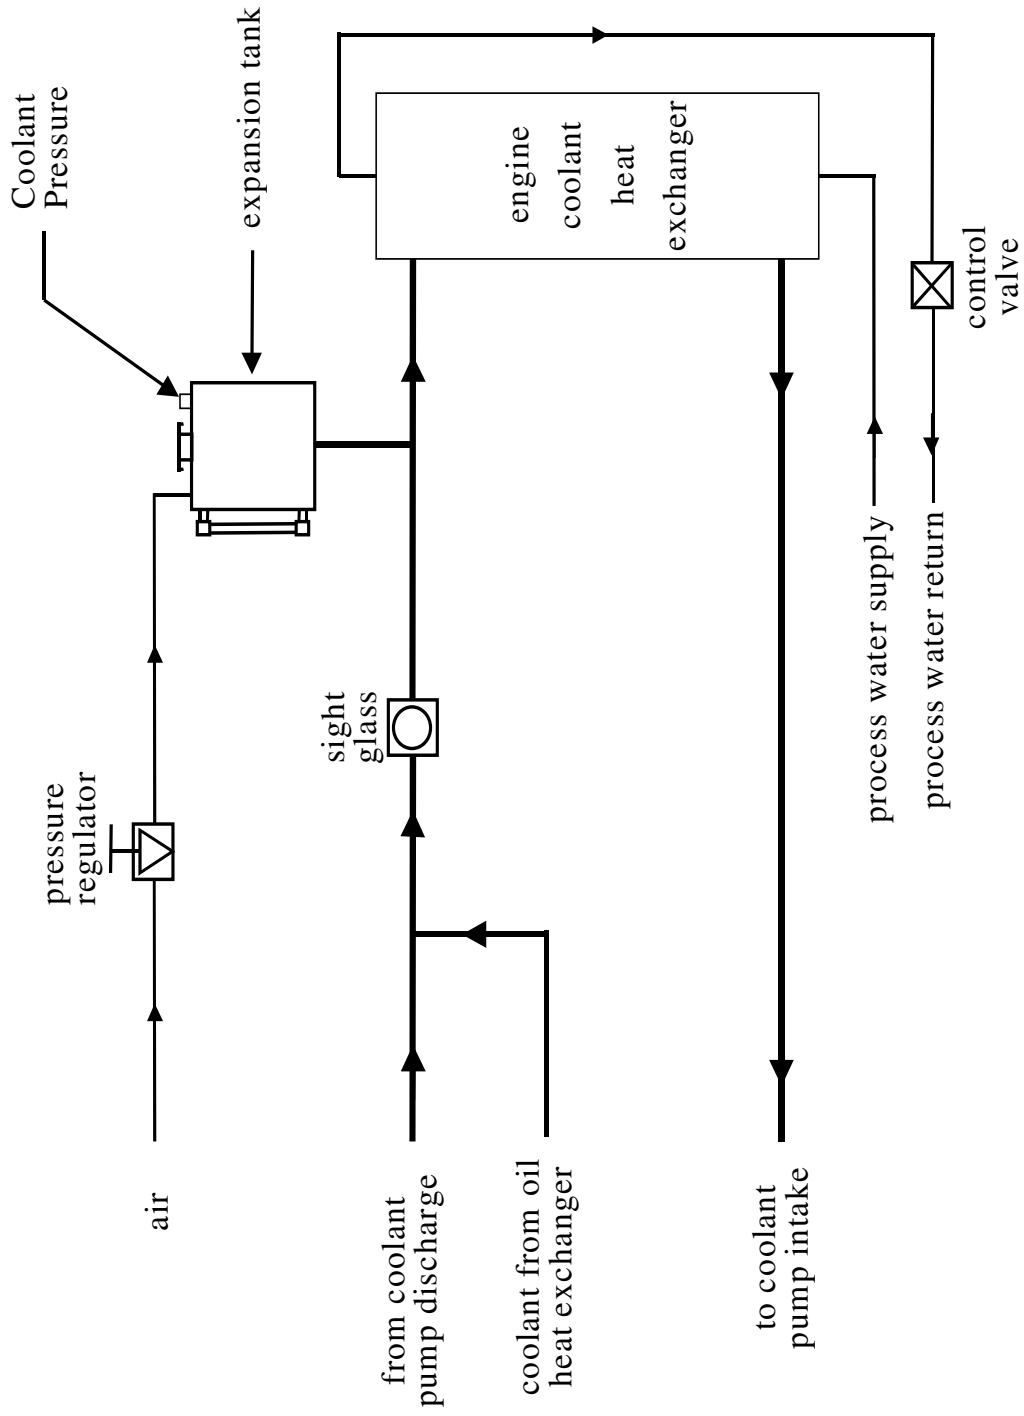 Coolant
Pressure
expansion tank
pressure
regulator
air
sight
glass
engine
coolant
heat
exchanger
from coolant
pump discharge
coolant from oil
heat exchanger
to coolant
pump intake
process water supply
process water return
control
valve